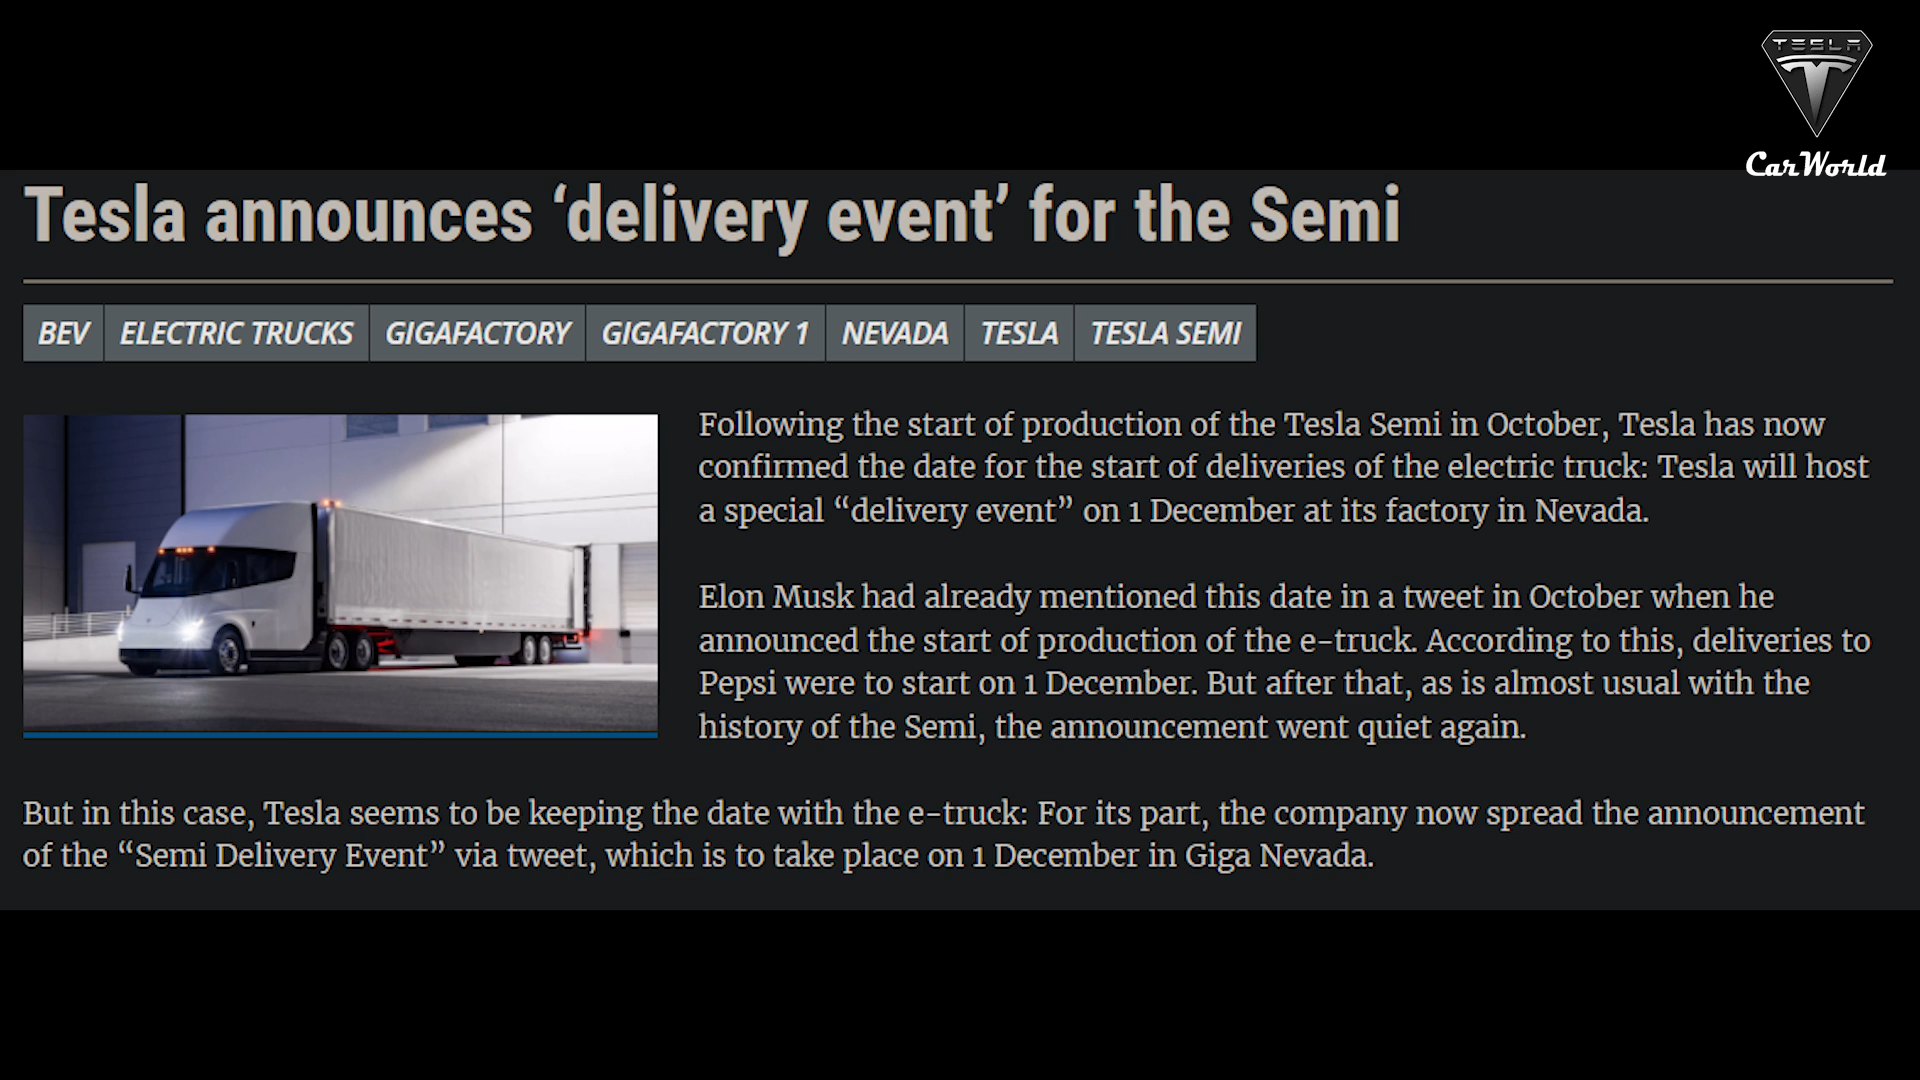 TESLA
CarWorld
Tesla announces ‘delivery event’ for the Semi
BEV ELECTRIC TRUCKS GIGAFACTORY GIGAFACTORY 1 NEVADA TESLA TESLA SEMI
Following the start of production of the Tesla Semi in October, Tesla has now
confirmed the date for the start of deliveries of the electric truck: Tesla will host
a special “delivery event” on 1 December at its factory in Nevada.
Elon Musk had already mentioned this date in a tweet in October when he
announced the start of production of the e-truck. According to this, deliveries to
Pepsi were to start on 1 December. But after that, as is almost usual with the
history of the Semi, the announcement went quiet again.
But in this case, Tesla seems to be keeping the date with the e-truck: For its part, the company now spread the announcement
of the “Semi Delivery Event” via tweet, which is to take place on 1 December in Giga Nevada.